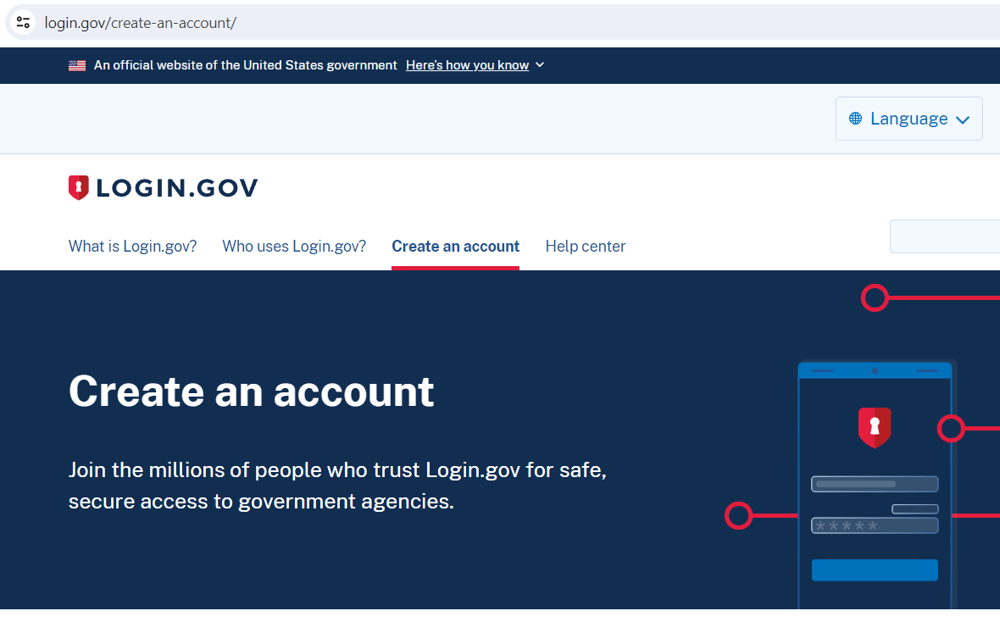 login.gov/create-an-account/
An official website of the United States government Here's how you know
Language
LOGIN.GOV
What is Login.gov? Who uses Login.gov? Create an account Help center
Create an account
Join the millions of people who trust Login.gov for safe,
secure access to government agencies.
*****